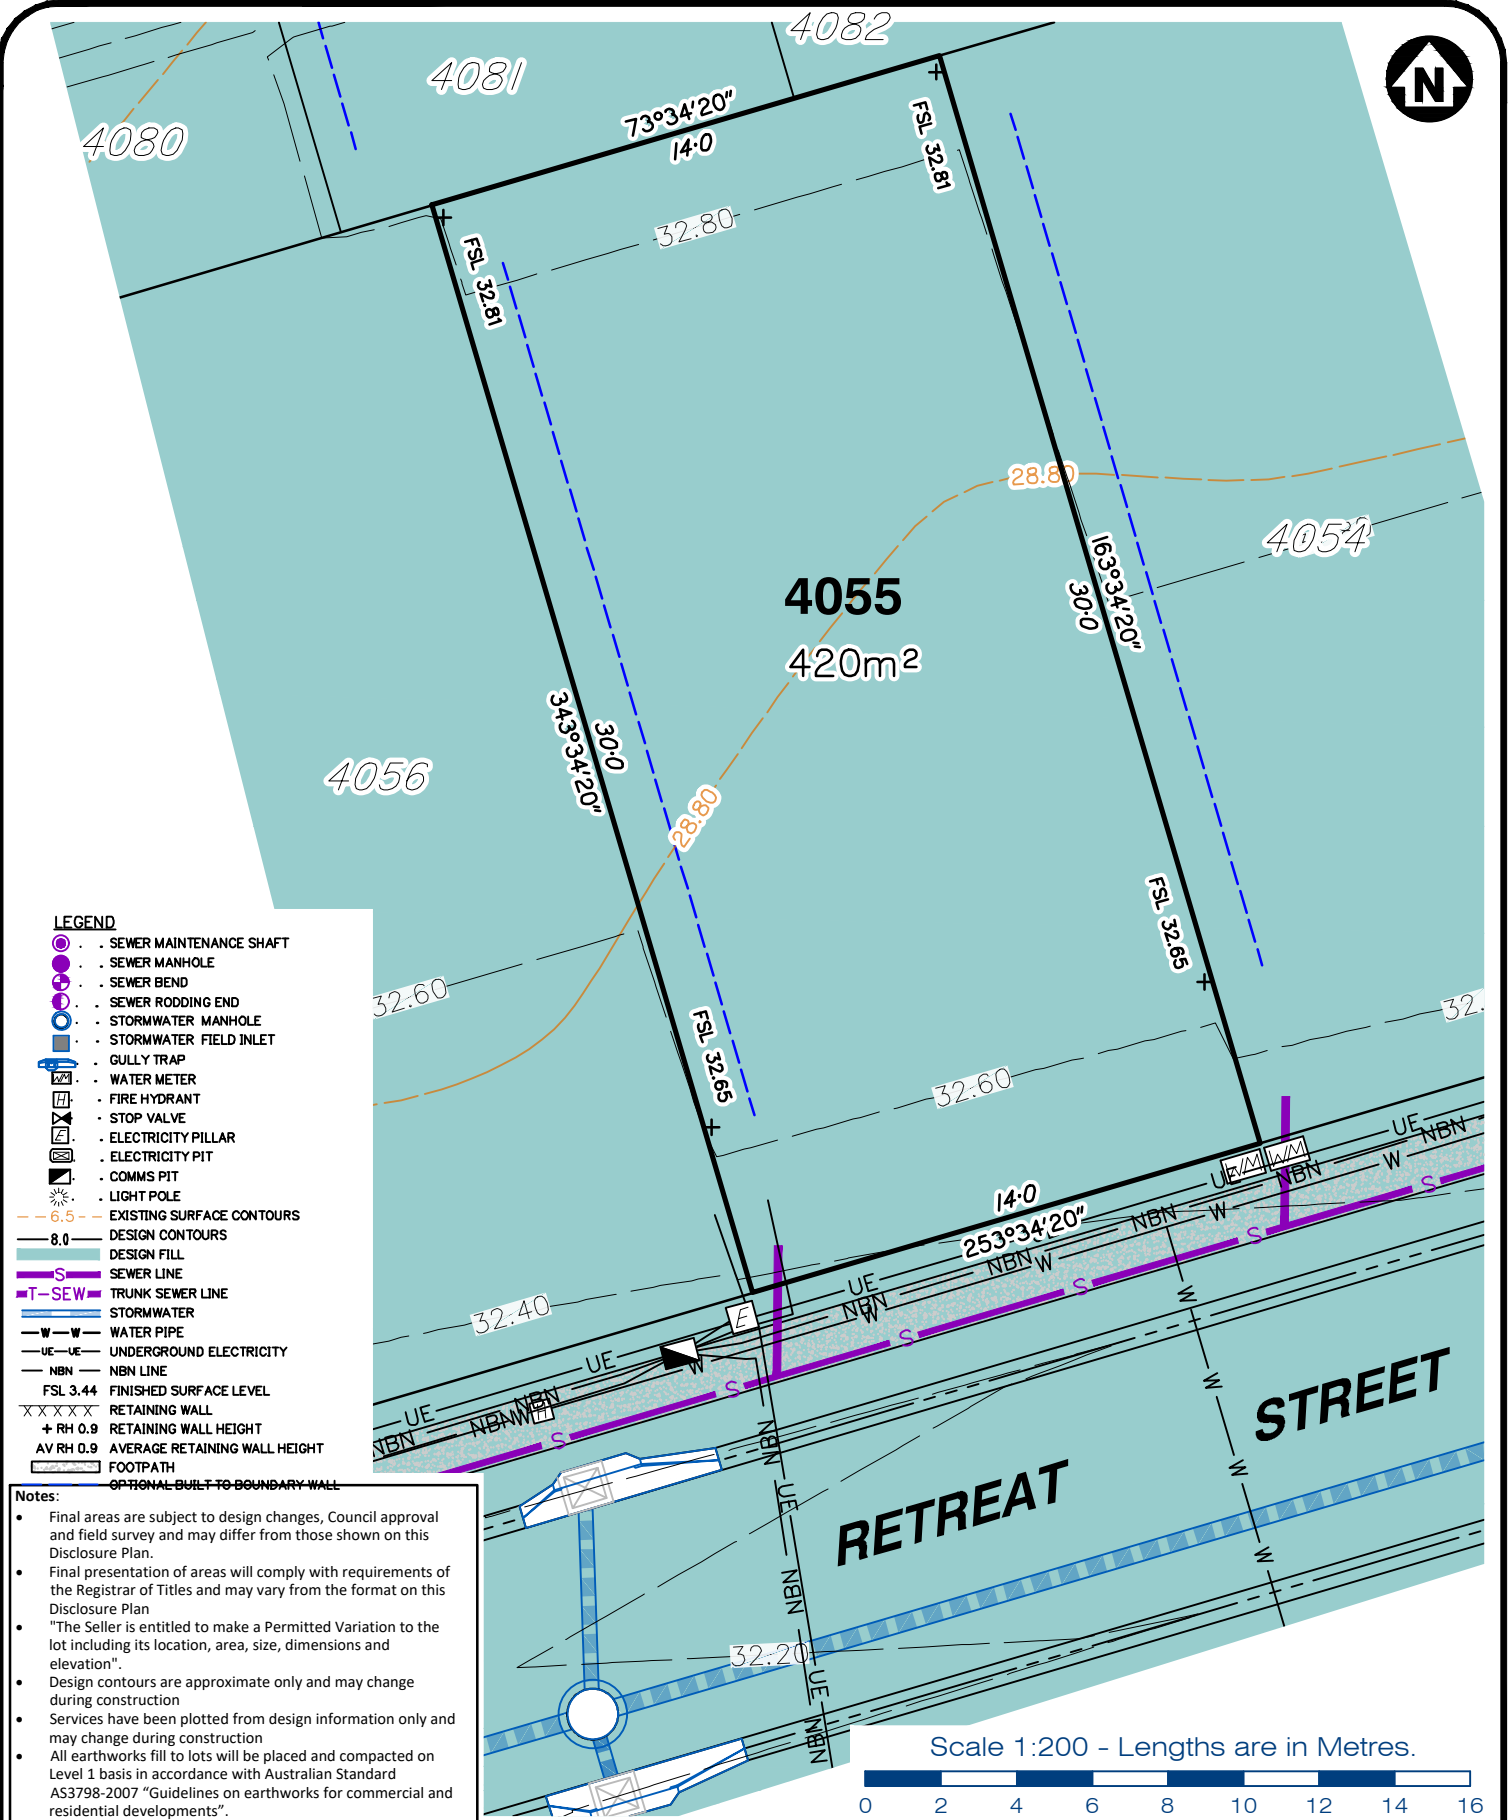 4082
4081
4080
N
73°34'20"
14·0
FSL 32.81
FSL 32.81
32.80
28.80
4054
163°34'20"
30·0
4055
420m²
343°34'20"
30·0
4056
28.80
FSL 32.65
FSL 32.65
32.60
32.60
32.
14·0
253°34'20"
32.40
UE
NBN
W
S
WM
WM
E
H
UE
NBN
W
S
RETREAT STREET
32.20
LEGEND
SEWER MAINTENANCE SHAFT
SEWER MANHOLE
SEWER BEND
SEWER RODDING END
STORMWATER MANHOLE
STORMWATER FIELD INLET
GULLY TRAP
WM WATER METER
H FIRE HYDRANT
STOP VALVE
E ELECTRICITY PILLAR
ELECTRICITY PIT
COMMS PIT
LIGHT POLE
6.5 EXISTING SURFACE CONTOURS
8.0 DESIGN CONTOURS
DESIGN FILL
S SEWER LINE
T-SEW TRUNK SEWER LINE
STORMWATER
W W WATER PIPE
UE UE UNDERGROUND ELECTRICITY
NBN NBN LINE
FSL 3.44 FINISHED SURFACE LEVEL
X X X X X RETAINING WALL
+ RH 0.9 RETAINING WALL HEIGHT
AV RH 0.9 AVERAGE RETAINING WALL HEIGHT
FOOTPATH
OPTIONAL BUILT TO BOUNDARY WALL
Notes:
• Final areas are subject to design changes, Council approval
and field survey and may differ from those shown on this
Disclosure Plan.
• Final presentation of areas will comply with requirements of
the Registrar of Titles and may vary from the format on this
Disclosure Plan
• "The Seller is entitled to make a Permitted Variation to the
lot including its location, area, size, dimensions and
elevation".
• Design contours are approximate only and may change
during construction
• Services have been plotted from design information only and
may change during construction
• All earthworks fill to lots will be placed and compacted on
Level 1 basis in accordance with Australian Standard
AS3798-2007 “Guidelines on earthworks for commercial and
residential developments”.
Scale 1:200 - Lengths are in Metres.
0 2 4 6 8 10 12 14 16